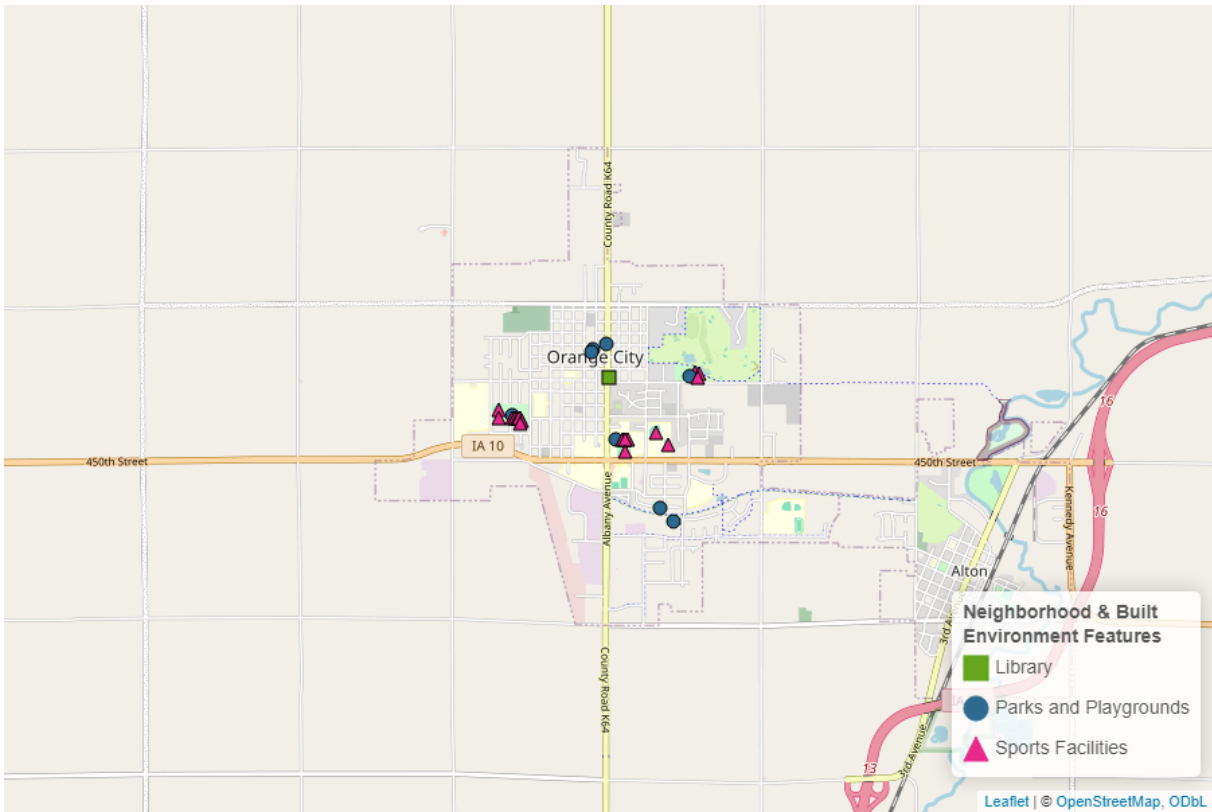 County Road K64
Orange City
IA 10
450th Street
450th Street
16
16
Albany Avenue
Kennedy Avenue
Alton
3rd Avenue
County Road K64
13
Neighborhood & Built
Environment Features
Library
Parks and Playgrounds
Sports Facilities
Leaflet | © OpenStreetMap, ODbL